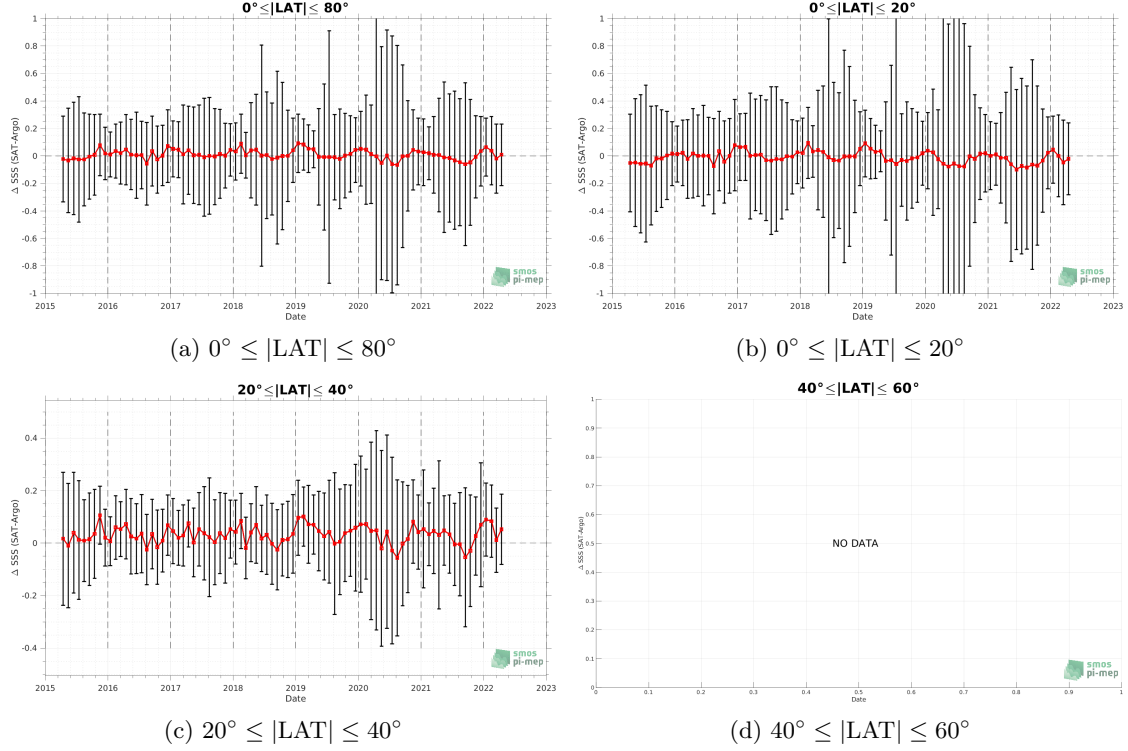 0°≤|LAT|≤ 80°
Δ SSS (SAT-Argo)
1
0.8
0.6
0.4
0.2
0
-0.2
-0.4
-0.6
-0.8
-1
2015 2016 2017 2018 2019 2020 2021 2022 2023
Date
smos
pi-mep
(a) 0° ≤ |LAT| ≤ 80°
0°≤|LAT|≤ 20°
Δ SSS (SAT-Argo)
1
0.8
0.6
0.4
0.2
0
-0.2
-0.4
-0.6
-0.8
-1
2015 2016 2017 2018 2019 2020 2021 2022 2023
Date
smos
pi-mep
(b) 0° ≤ |LAT| ≤ 20°
20°≤|LAT|≤ 40°
Δ SSS (SAT-Argo)
0.4
0.2
0
-0.2
-0.4
2015 2016 2017 2018 2019 2020 2021 2022 2023
Date
smos
pi-mep
(c) 20° ≤ |LAT| ≤ 40°
40°≤|LAT|≤ 60°
Δ SSS (SAT-Argo)
1
0.9
0.8
0.7
0.6
0.5
0.4
0.3
0.2
0.1
0
NO DATA
0 0.1 0.2 0.3 0.4 0.5 0.6 0.7 0.8 0.9 1
Date
smos
pi-mep
(d) 40° ≤ |LAT| ≤ 60°